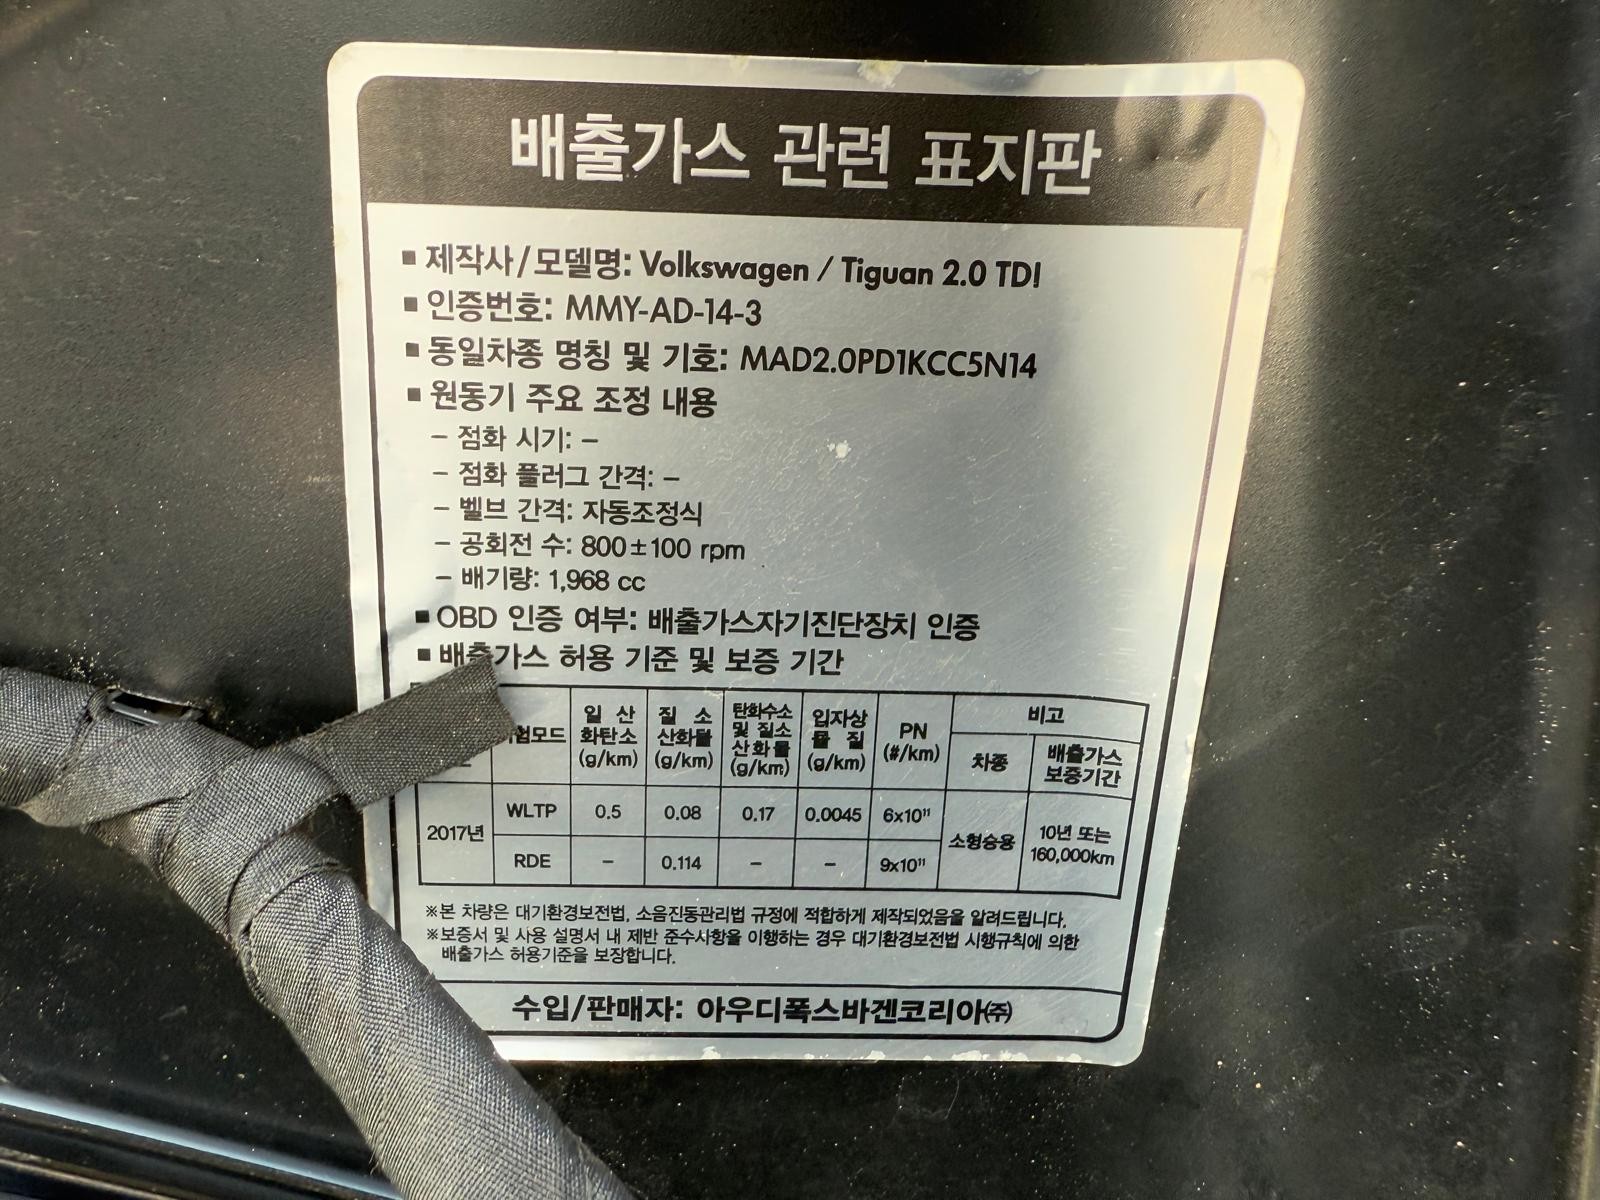 배출가스 관련 표지판
▪ 제작사/모델명: Volkswagen / Tiguan 2.0 TDI
▪ 인증번호: MMY-AD-14-3
▪ 동일차종 명칭 및 기호: MAD2.0PD1KCC5N14
▪ 원동기 주요 조정 내용
– 점화 시기: –
– 점화 플러그 간격: –
– 벨브 간격: 자동조정식
– 공회전 수: 800±100 rpm
– 배기량: 1,968 cc
▪ OBD 인증 여부: 배출가스자기진단장치 인증
▪ 배출가스 허용 기준 및 보증 기간
험모드
일 산
화탄소
(g/km)
질 소
산화물
(g/km)
탄화수소
및 질소
산화물
(g/km)
입자상
물 질
(g/km)
PN
(#/km)
비고
차종
배출가스
보증기간
2017년
WLTP 0.5 0.08 0.17 0.0045 6x10¹¹
RDE – 0.114 – – 9x10¹¹
소형승용
10년 또는
160,000km
※본 차량은 대기환경보전법, 소음진동관리법 규정에 적합하게 제작되었음을 알려드립니다.
※보증서 및 사용 설명서 내 제반 준수사항을 이행하는 경우 대기환경보전법 시행규칙에 의한
배출가스 허용기준을 보장합니다.
수입/판매자: 아우디폭스바겐코리아㈜